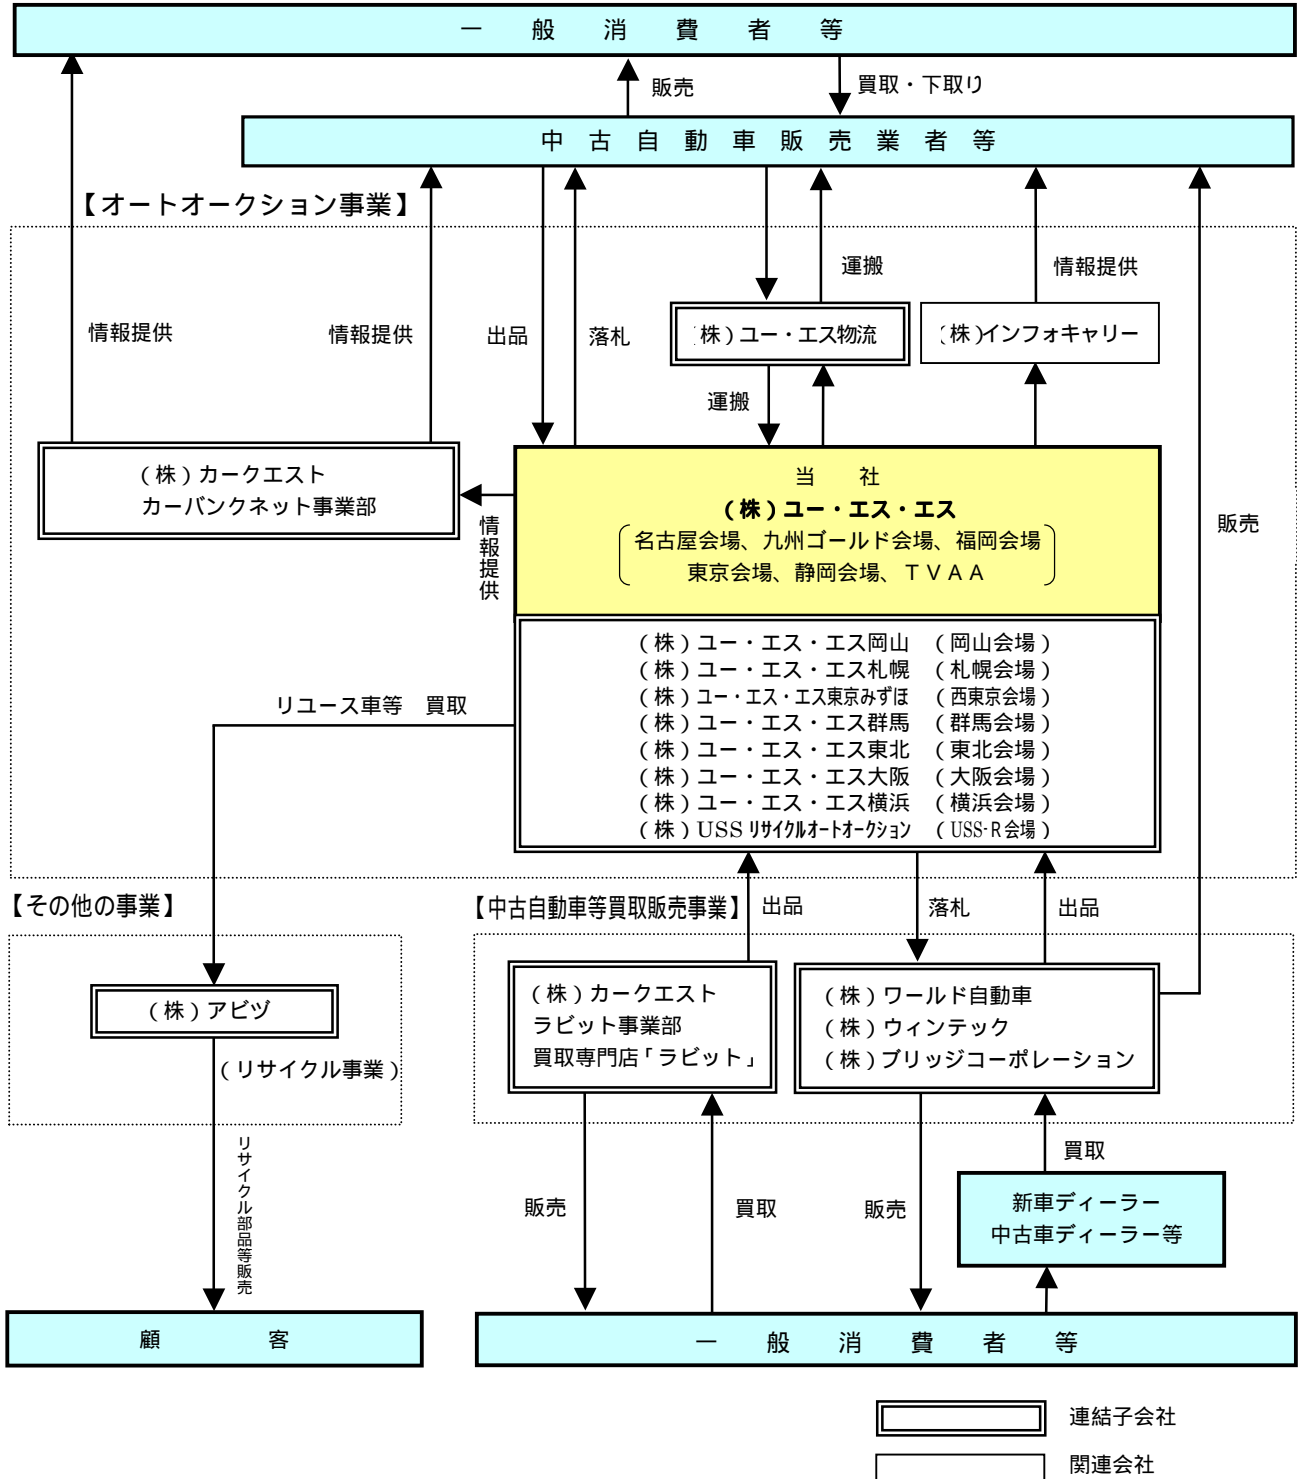 一般消費者等
販売
買取・下取り
中古自動車販売業者等
【オートオークション事業】
運搬
情報提供
情報提供
情報提供
出品
落札
(株)ユー・エス物流
(株)インフォキャリー
運搬
(株)カークエスト
カーバンクネット事業部
情報提供
当社
(株)ユー・エス・エス
名古屋会場、九州ゴールド会場、福岡会場
東京会場、静岡会場、TVAA
販売
(株)ユー・エス・エス岡山 (岡山会場)
(株)ユー・エス・エス札幌 (札幌会場)
(株)ユー・エス・エス東京みずほ (西東京会場)
(株)ユー・エス・エス群馬 (群馬会場)
(株)ユー・エス・エス東北 (東北会場)
(株)ユー・エス・エス大阪 (大阪会場)
(株)ユー・エス・エス横浜 (横浜会場)
(株)USSリサイクルオートオークション (USS-R会場)
リユース車等 買取
【その他の事業】
【中古自動車等買取販売事業】
出品
落札
出品
(株)アビヅ
(リサイクル事業)
(株)カークエスト
ラビット事業部
買取専門店「ラビット」
(株)ワールド自動車
(株)ウィンテック
(株)ブリッジコーポレーション
リサイクル部品等販売
販売
買取
販売
買取
新車ディーラー
中古車ディーラー等
顧客
一般消費者等
連結子会社
関連会社